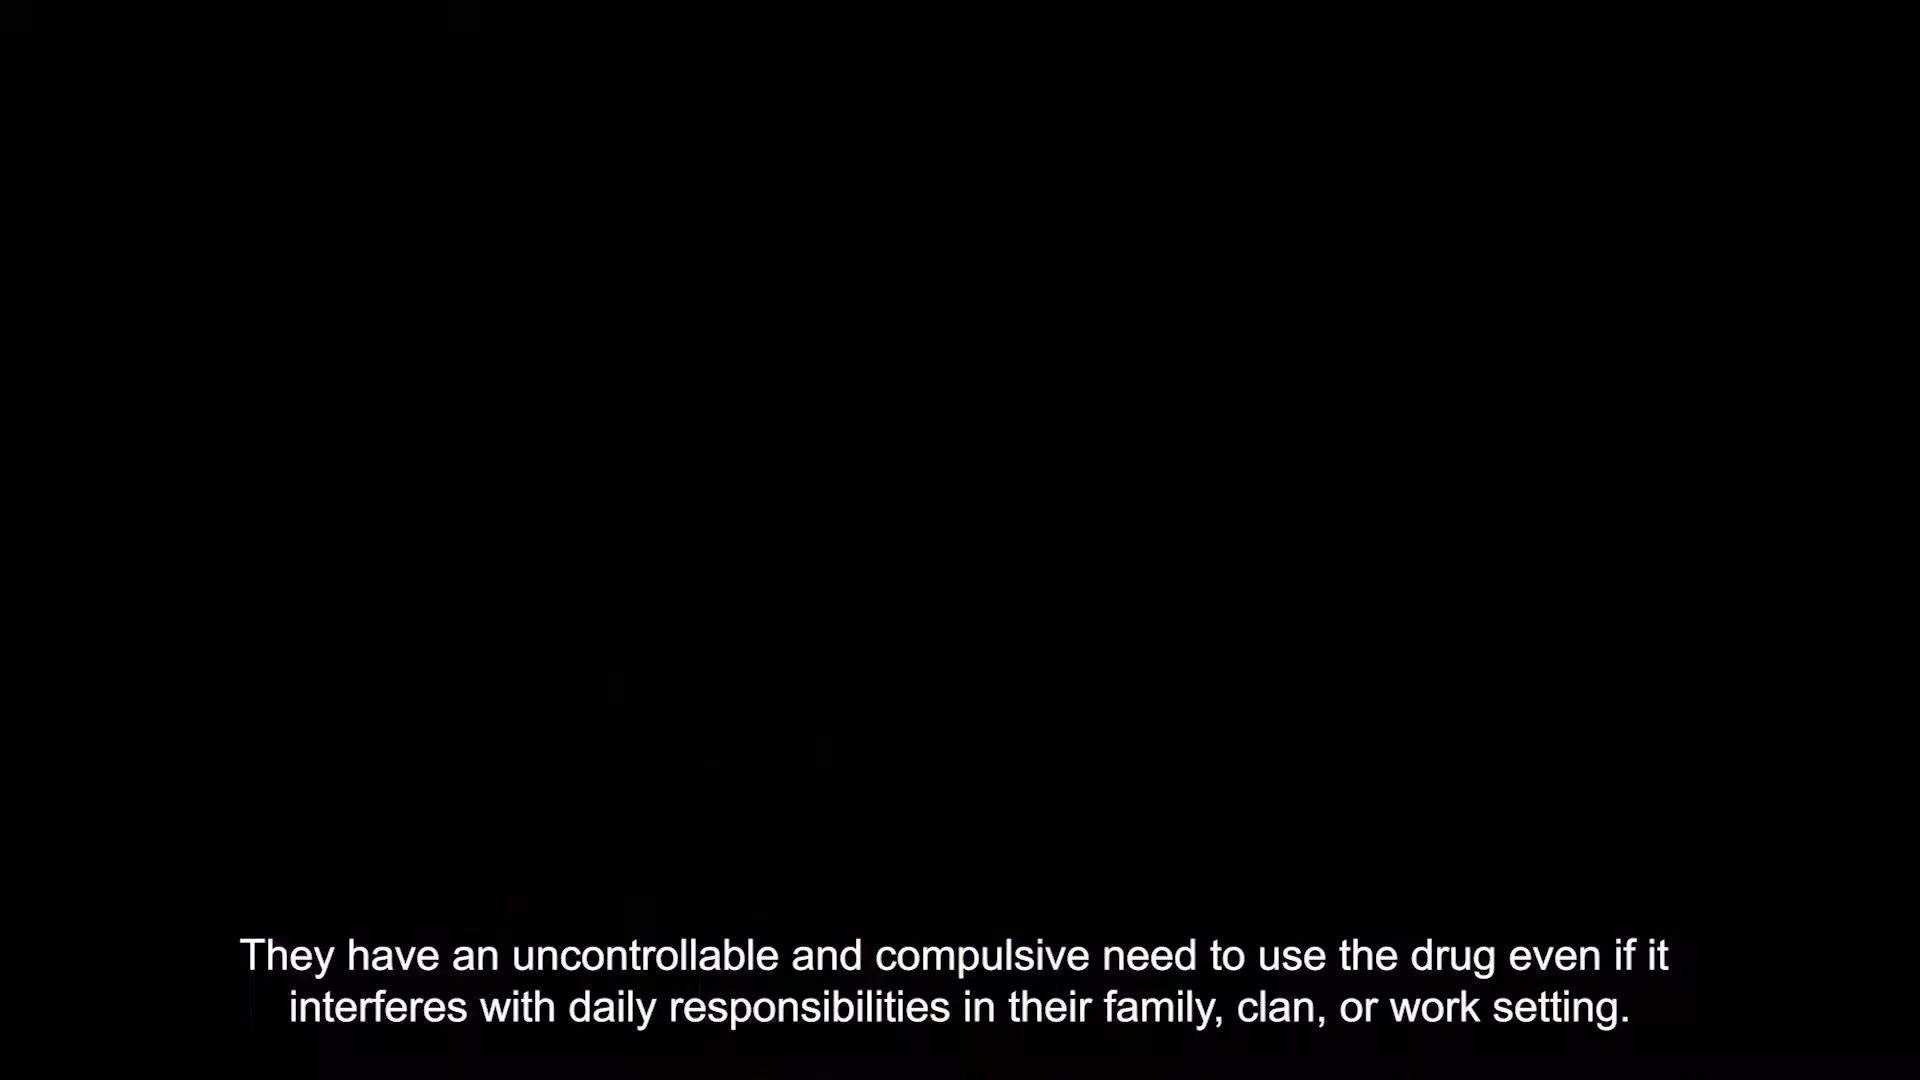 They have an uncontrollable and compulsive need to use the drug even if it
interferes with daily responsibilities in their family, clan, or work setting.